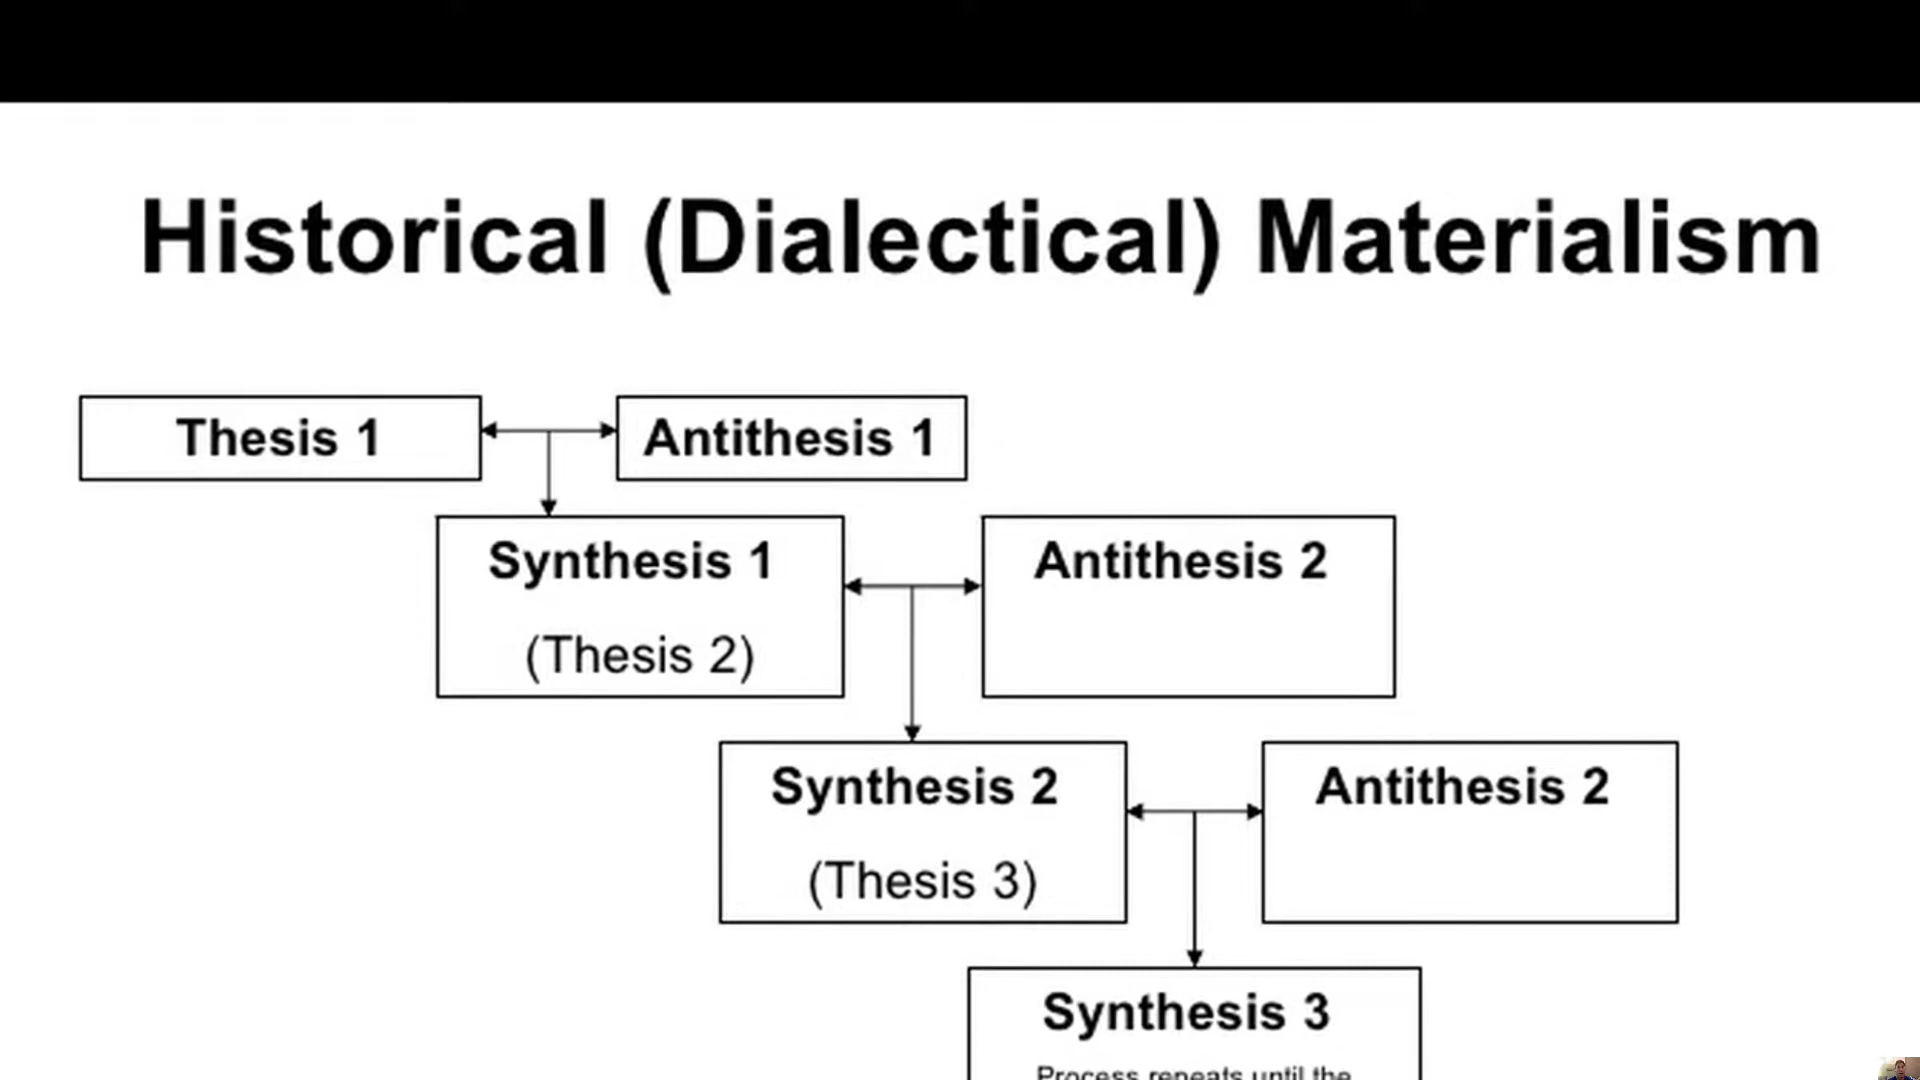 Historical (Dialectical) Materialism
Thesis 1
Antithesis 1
Synthesis 1
(Thesis 2)
Antithesis 2
Synthesis 2
(Thesis 3)
Antithesis 2
Synthesis 3
Process repeats until the